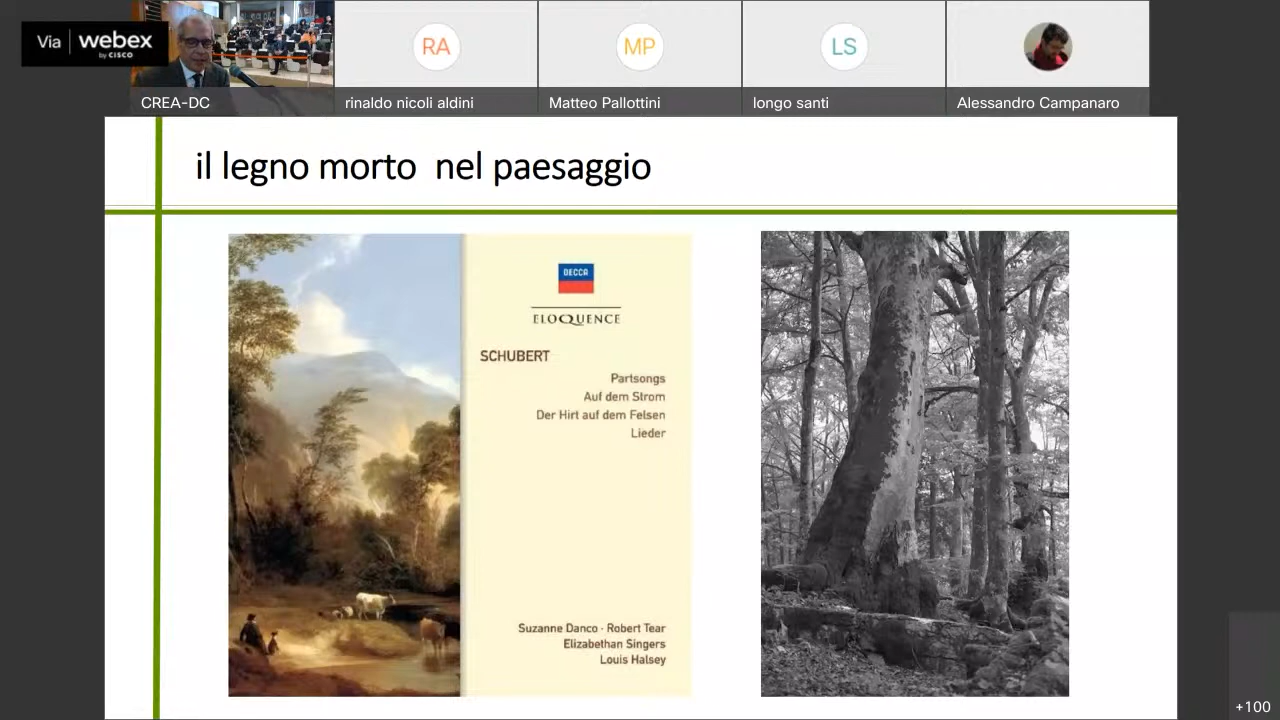 Via webex
by CISCO
CREA-DC
RA
rinaldo nicoli aldini
MP
Matteo Pallottini
LS
longo santi
Alessandro Campanaro
il legno morto nel paesaggio
DECCA
ELOQUENCE
SCHUBERT
Partsongs
Auf dem Strom
Der Hirt auf dem Felsen
Lieder
Suzanne Danco · Robert Tear
Elizabethan Singers
Louis Halsey
+100